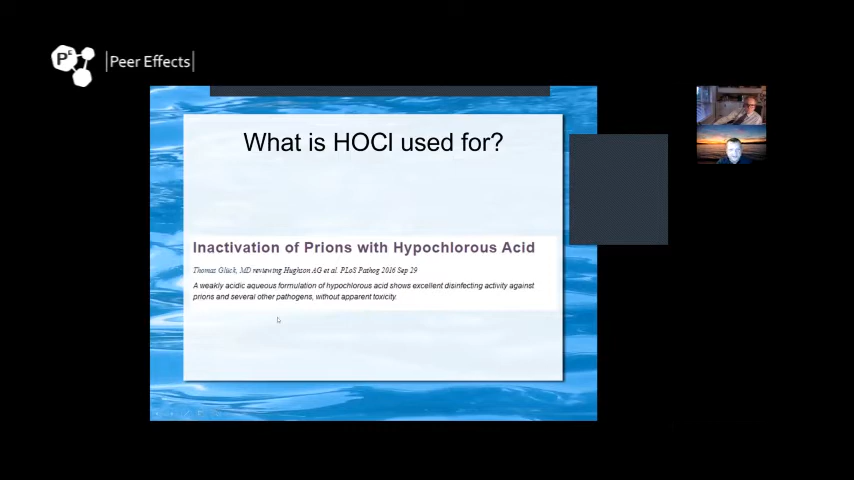 PE
|Peer Effects|
What is HOCl used for?
Inactivation of Prions with Hypochlorous Acid
Thomas Glück, MD reviewing Hughson AG et al. PLoS Pathog 2016 Sep 29
A weakly acidic aqueous formulation of hypochlorous acid shows excellent disinfecting activity against
prions and several other pathogens, without apparent toxicity